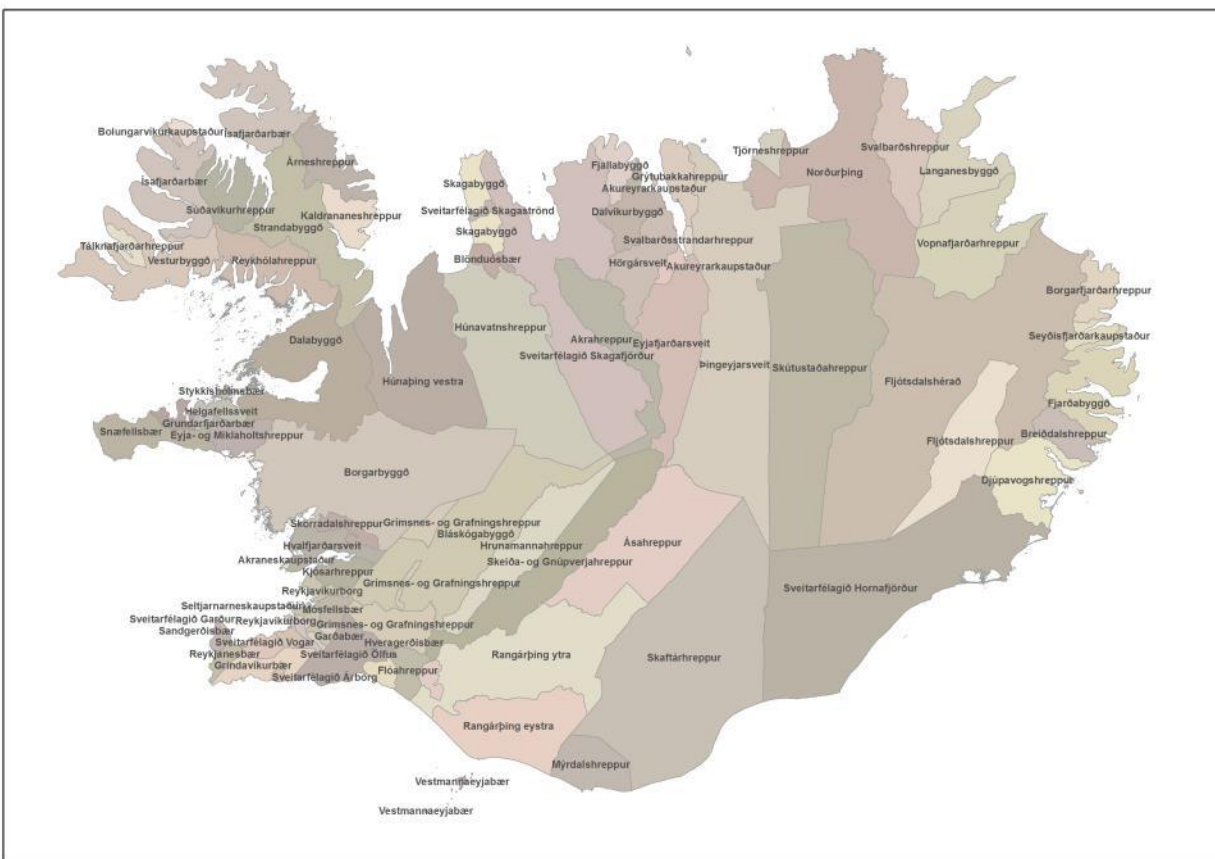 Bolungarvíkurkaupstaður
Ísafjarðarbær
Árneshreppur
Ísafjarðarbær
Súðavíkurhreppur
Kaldrananeshreppur
Strandabyggð
Tálknafjarðarhreppur
Vesturbyggð
Reykhólahreppur
Skagabyggð
Sveitarfélagið Skagaströnd
Skagabyggð
Blönduósbær
Fjallabyggð
Grýtubakkahreppur
Akureyrarkaupstaður
Dalvíkurbyggð
Svalbarðsstrandarhreppur
Hörgársveit
Akureyrarkaupstaður
Tjörneshreppur
Norðurþing
Svalbarðshreppur
Langanesbyggð
Vopnafjarðarhreppur
Borgarfjarðarhreppur
Seyðisfjarðarkaupstaður
Dalabyggð
Húnaþing vestra
Húnavatnshreppur
Akrahreppur
Sveitarfélagið Skagafjörður
Eyjafjarðarsveit
Þingeyjarsveit
Skútustaðahreppur
Fljótsdalshérað
Fljótsdalshreppur
Fjarðabyggð
Breiðdalshreppur
Djúpavogshreppur
Stykkishólmsbær
Helgafellssveit
Grundarfjarðarbær
Snæfellsbær
Eyja- og Miklaholtshreppur
Borgarbyggð
Skorradalshreppur
Grímsnes- og Grafningshreppur
Bláskógabyggð
Hvalfjarðarsveit
Hrunamannahreppur
Akraneskaupstaður
Skeiða- og Gnúpverjahreppur
Ásahreppur
Kjósarhreppur
Grímsnes- og Grafningshreppur
Reykjavíkurborg
Sveitarfélagið Hornafjörður
Seltjarnarneskaupstaður
Mosfellsbær
Sveitarfélagið Garður
Reykjavíkurborg
Grímsnes- og Grafningshreppur
Sandgerðisbær
Garðabær
Sveitarfélagið Vogar
Hveragerðisbær
Reykjanesbær
Sveitarfélagið Ölfus
Rangárþing ytra
Skaftárhreppur
Grindavíkurbær
Flóahreppur
Sveitarfélagið Árborg
Rangárþing eystra
Mýrdalshreppur
Vestmannaeyjabær
Vestmannaeyjabær